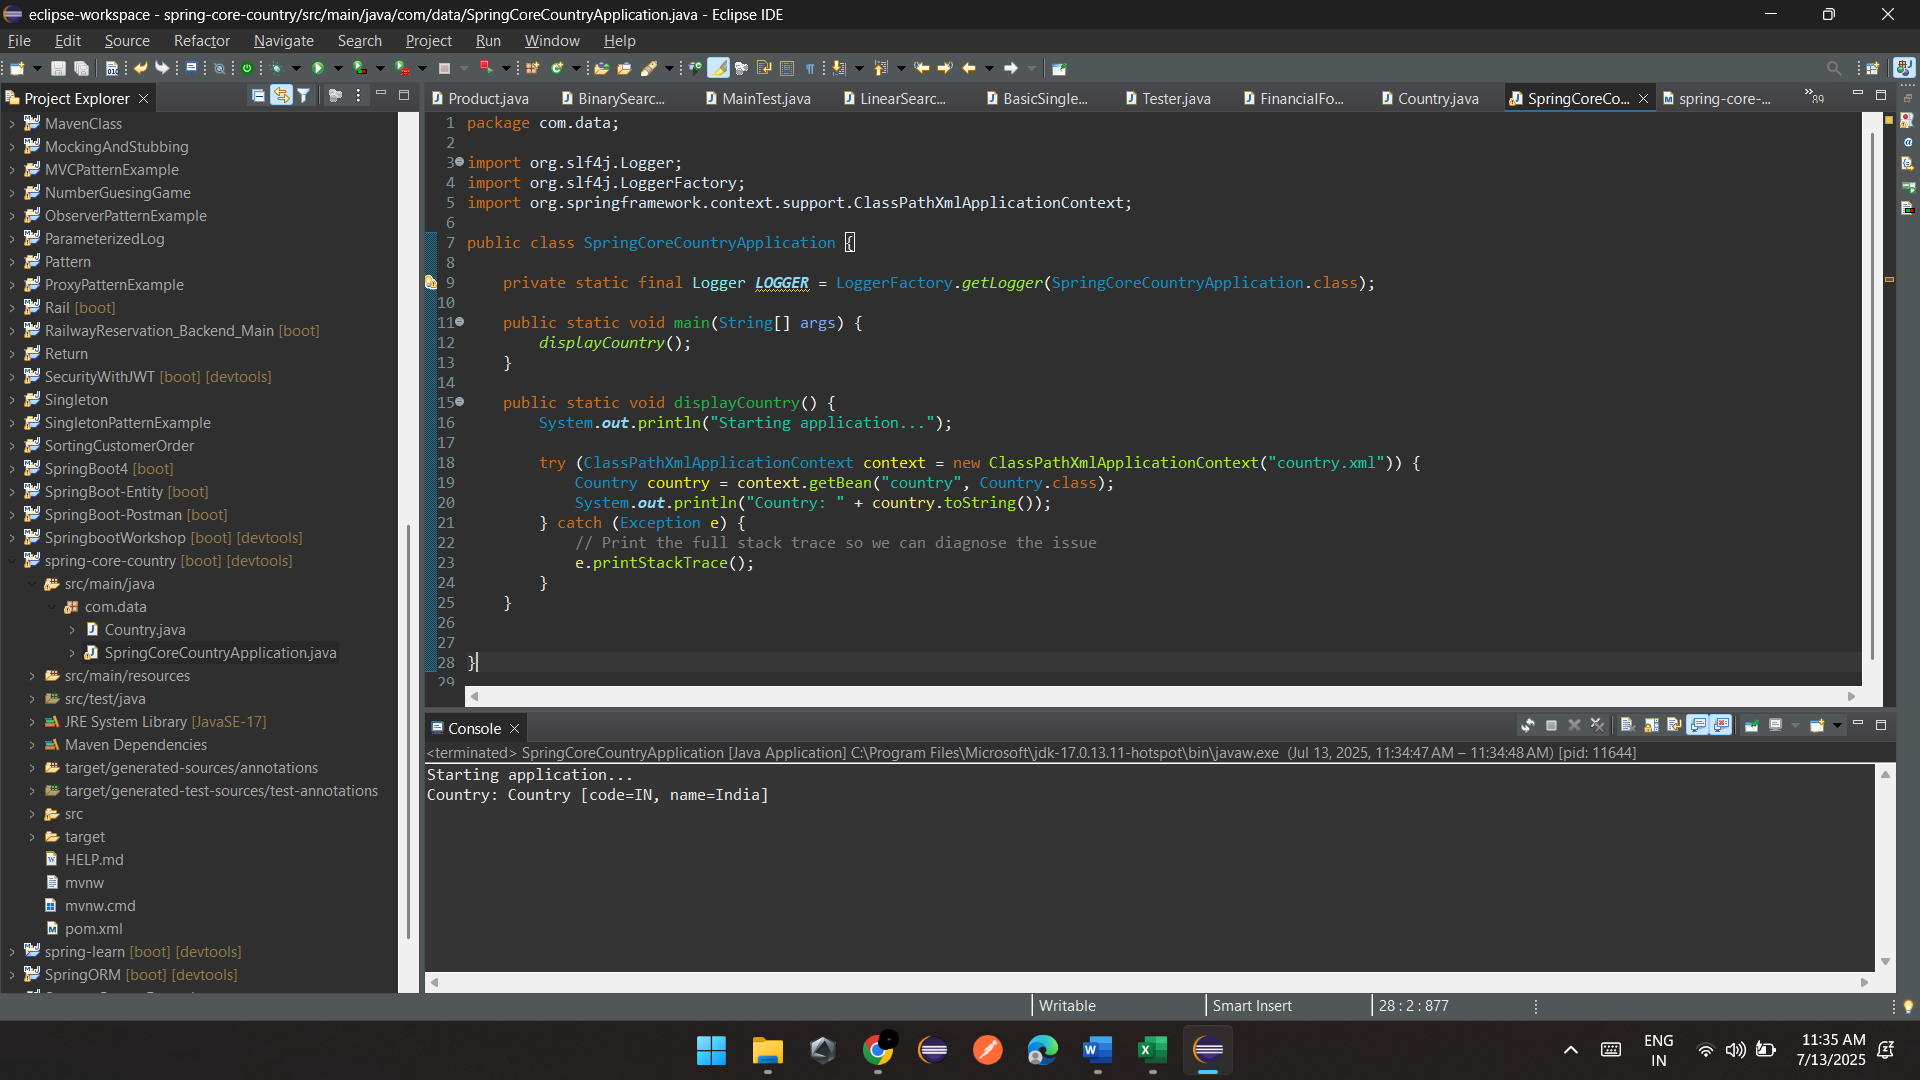 eclipse-workspace - spring-core-country/src/main/java/com/data/SpringCoreCountryApplication.java - Eclipse IDE
File Edit Source Refactor Navigate Search Project Run Window Help
Project Explorer
MavenClass
MockingAndStubbing
MVCPatternExample
NumberGuesingGame
ObserverPatternExample
ParameterizedLog
Pattern
ProxyPatternExample
Rail [boot]
RailwayReservation_Backend_Main [boot]
Return
SecurityWithJWT [boot] [devtools]
Singleton
SingletonPatternExample
SortingCustomerOrder
SpringBoot4 [boot]
SpringBoot-Entity [boot]
SpringBoot-Postman [boot]
SpringbootWorkshop [boot] [devtools]
spring-core-country [boot] [devtools]
src/main/java
com.data
Country.java
SpringCoreCountryApplication.java
src/main/resources
src/test/java
JRE System Library [JavaSE-17]
Maven Dependencies
target/generated-sources/annotations
target/generated-test-sources/test-annotations
src
target
HELP.md
mvnw
mvnw.cmd
pom.xml
spring-learn [boot] [devtools]
SpringORM [boot] [devtools]
Product.java BinarySearc... MainTest.java LinearSearc... BasicSingle... Tester.java FinancialFo... Country.java SpringCoreCo... spring-core-... »89
1 package com.data;
2
3 import org.slf4j.Logger;
4 import org.slf4j.LoggerFactory;
5 import org.springframework.context.support.ClassPathXmlApplicationContext;
6
7 public class SpringCoreCountryApplication {
8
9 private static final Logger LOGGER = LoggerFactory.getLogger(SpringCoreCountryApplication.class);
10
11 public static void main(String[] args) {
12 displayCountry();
13 }
14
15 public static void displayCountry() {
16 System.out.println("Starting application...");
17
18 try (ClassPathXmlApplicationContext context = new ClassPathXmlApplicationContext("country.xml")) {
19 Country country = context.getBean("country", Country.class);
20 System.out.println("Country: " + country.toString());
21 } catch (Exception e) {
22 // Print the full stack trace so we can diagnose the issue
23 e.printStackTrace();
24 }
25 }
26
27
28 }
29
Console
<terminated> SpringCoreCountryApplication [Java Application] C:\Program Files\Microsoft\jdk-17.0.13.11-hotspot\bin\javaw.exe (Jul 13, 2025, 11:34:47 AM – 11:34:48 AM) [pid: 11644]
Starting application...
Country: Country [code=IN, name=India]
Writable Smart Insert 28 : 2 : 877
ENG
IN
11:35 AM
7/13/2025